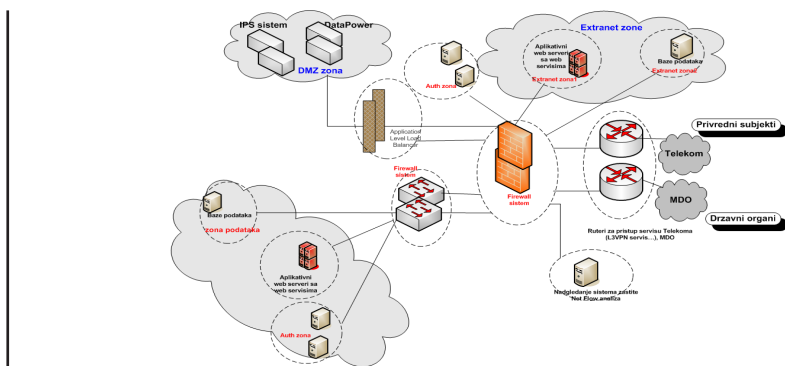 IPS sistem
DataPower
DMZ zona
Extranet zone
Aplikativni
web serveri
sa web
servisima
Extranet zona1
Baze podataka
Extranet zona2
Auth zona
Application
Level Load
Balancer
Privredni subjekti
Telekom
MDO
Drzavni organi
Firewall
sistem
Firewall
sistem
Ruteri za pristup servisu Telekoma
(L3VPN servis...), MDO
Baze podataka
zona podataka
Aplikativni
web serveri sa
web servisima
Auth zona
Nadgledanje sistema zastite
Net Flow analiza